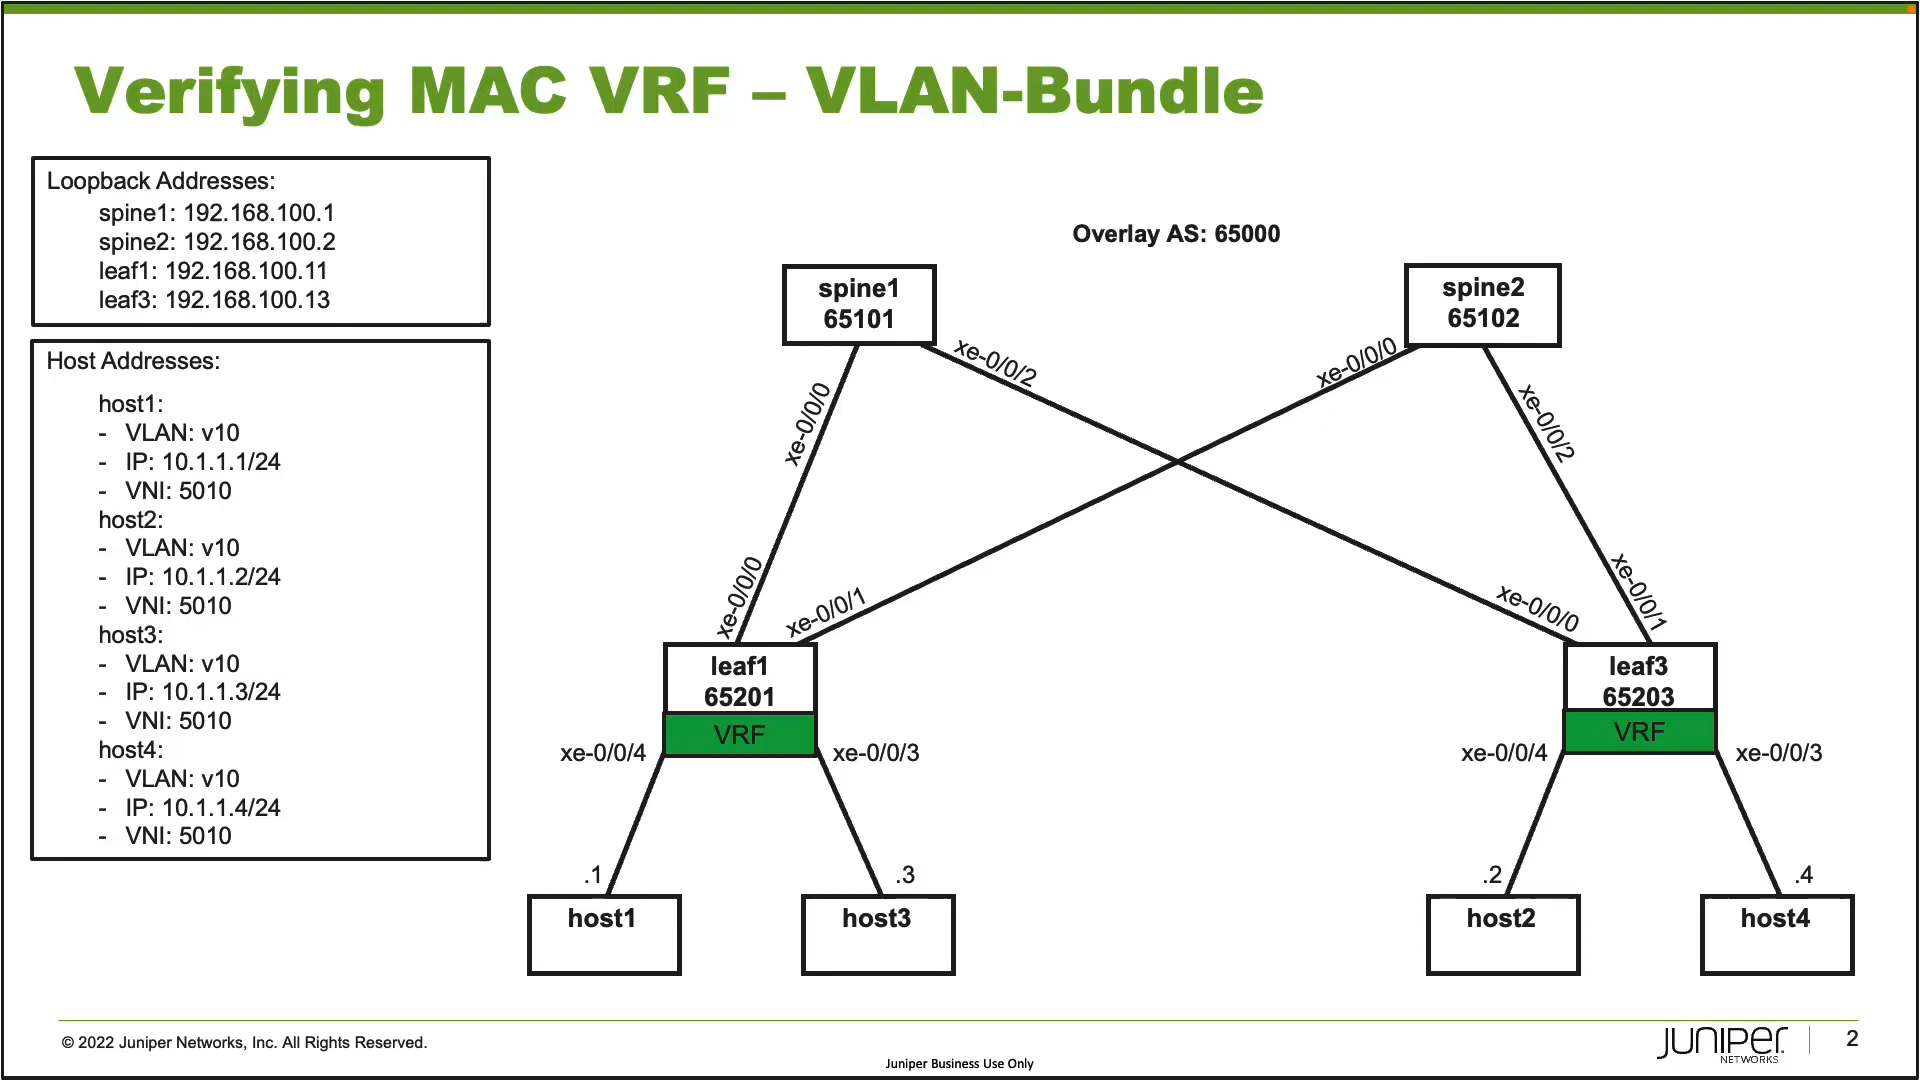 Verifying MAC VRF – VLAN-Bundle
Loopback Addresses:
spine1: 192.168.100.1
spine2: 192.168.100.2
leaf1: 192.168.100.11
leaf3: 192.168.100.13
Host Addresses:
host1:
- VLAN: v10
- IP: 10.1.1.1/24
- VNI: 5010
host2:
- VLAN: v10
- IP: 10.1.1.2/24
- VNI: 5010
host3:
- VLAN: v10
- IP: 10.1.1.3/24
- VNI: 5010
host4:
- VLAN: v10
- IP: 10.1.1.4/24
- VNI: 5010
Overlay AS: 65000
spine1
65101
spine2
65102
xe-0/0/0
xe-0/0/2
xe-0/0/0
xe-0/0/2
xe-0/0/0
xe-0/0/1
xe-0/0/0
xe-0/0/1
leaf1
65201
VRF
leaf3
65203
VRF
xe-0/0/4
xe-0/0/3
xe-0/0/4
xe-0/0/3
.1
.3
.2
.4
host1
host3
host2
host4
© 2022 Juniper Networks, Inc. All Rights Reserved.
Juniper Business Use Only
JUNIPER
NETWORKS
2